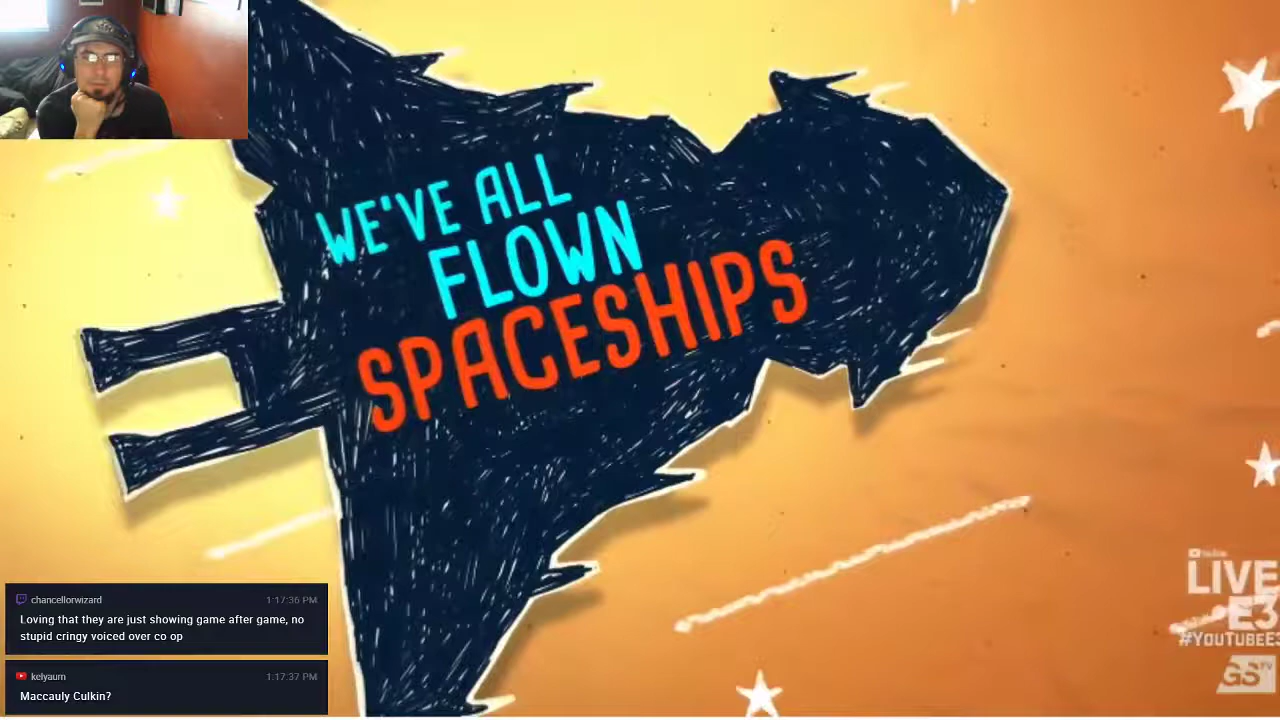 WE'VE ALL
FLOWN
SPACESHIPS
chancellorwizard 1:17:36 PM
Loving that they are just showing game after game, no
stupid cringy voiced over co op
kelyaum 1:17:37 PM
Maccauly Culkin?
YouTube
LIVE
E3
#YOUTUBEE3
GS